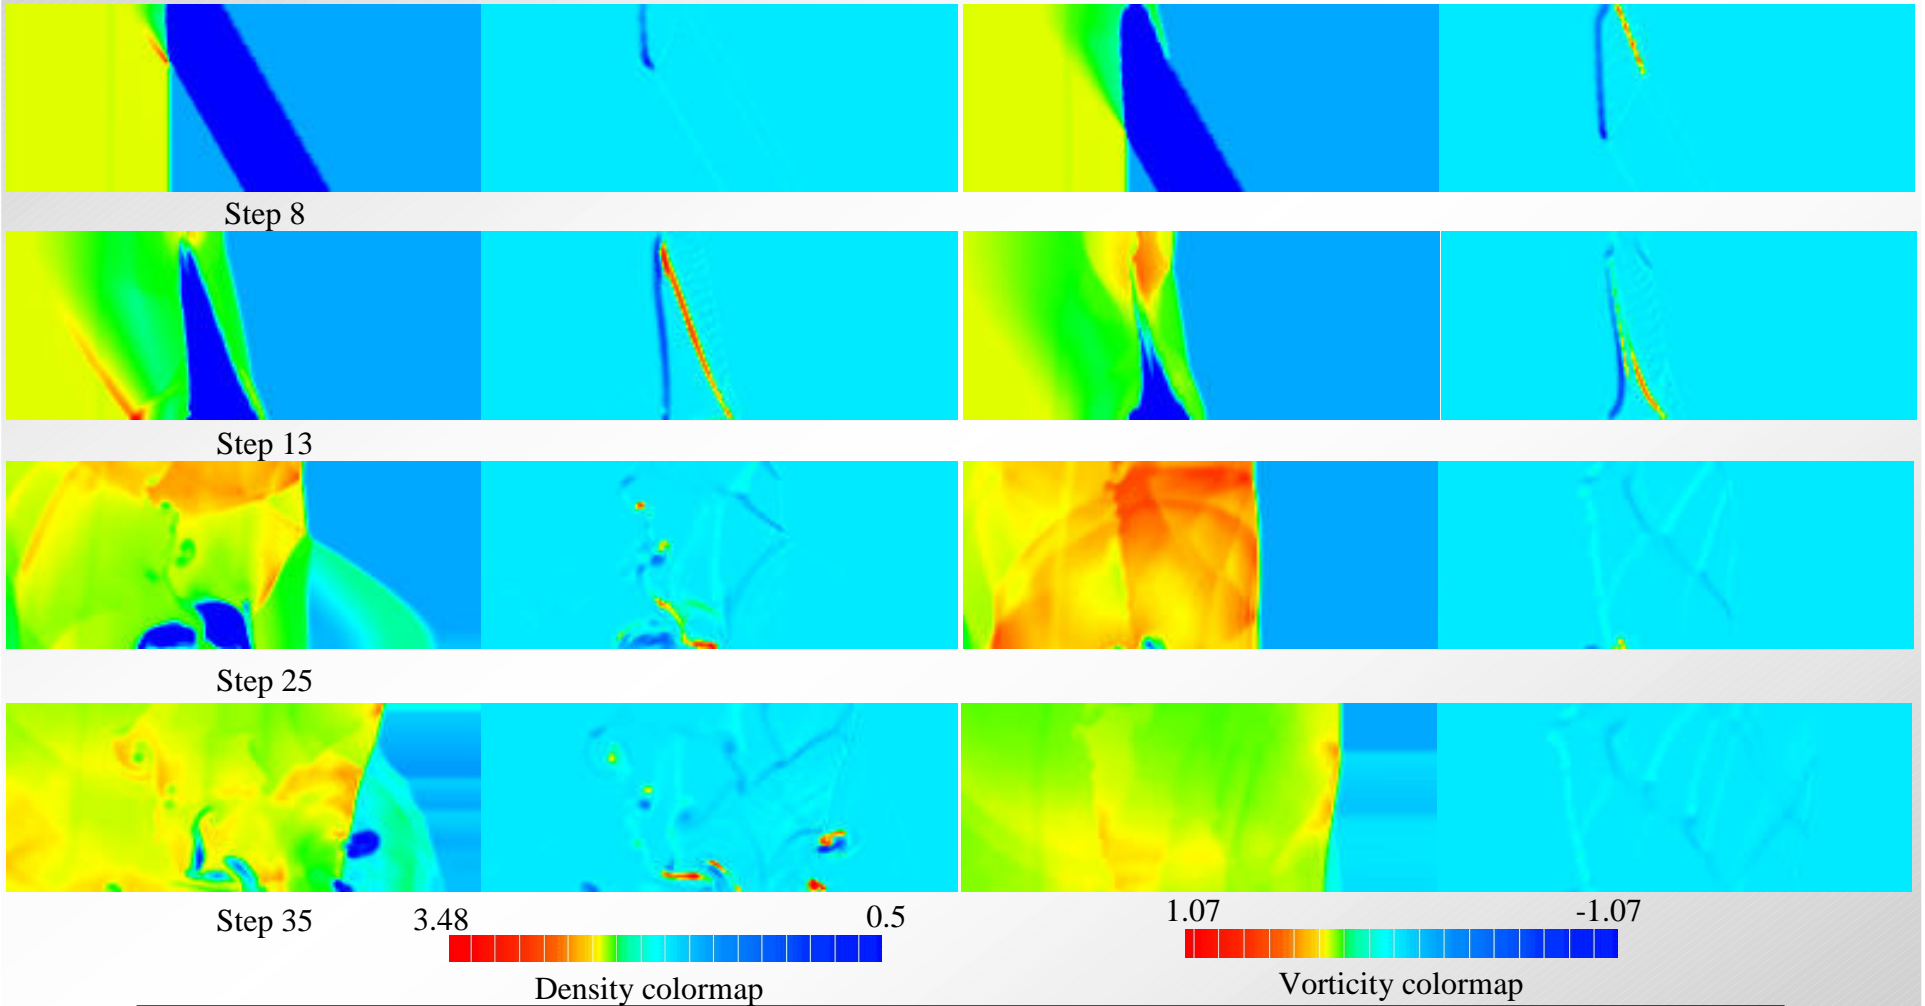 Step 8
Step 13
Step 25
Step 35
3.48
0.5
1.07
-1.07
Density colormap
Vorticity colormap